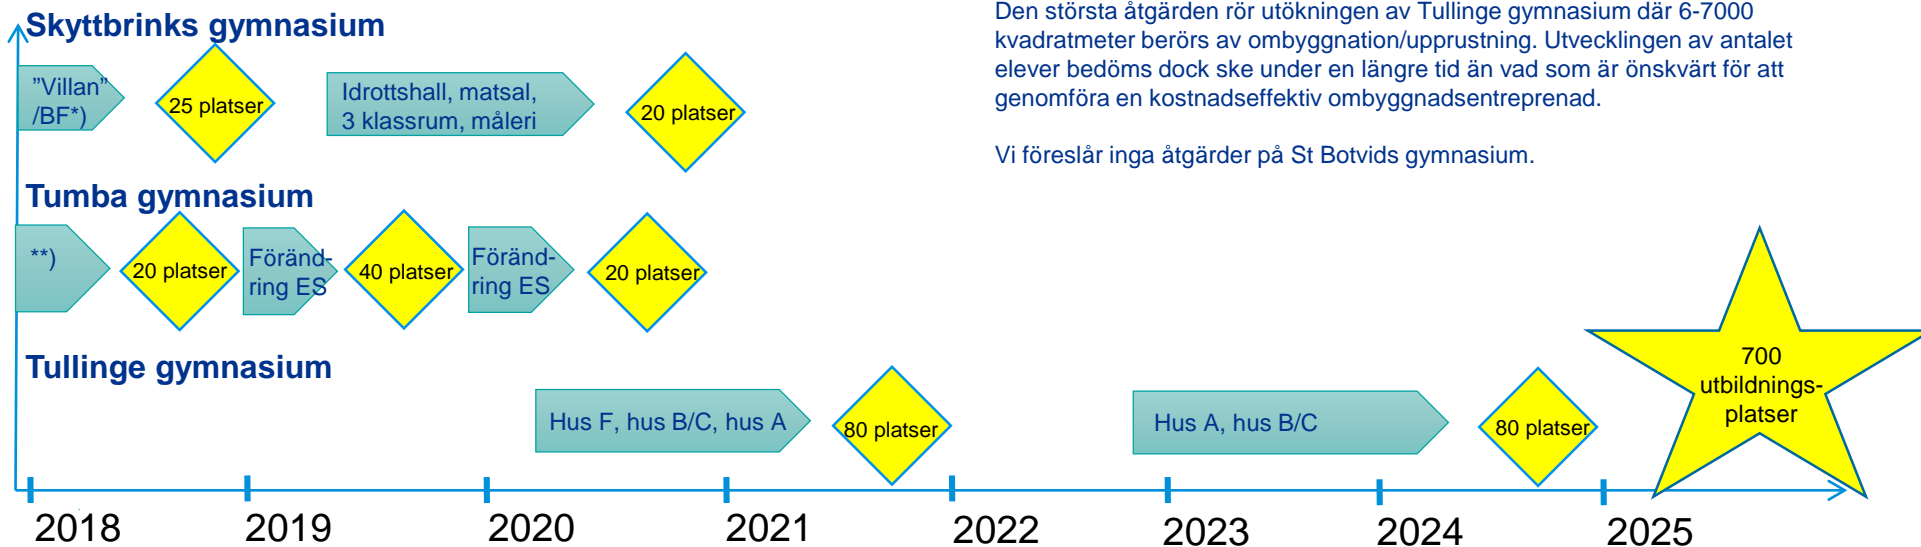 Skyttbrinks gymnasium
”Villan”
/BF*)
25 platser
Idrottshall, matsal,
3 klassrum, måleri
20 platser
Den största åtgärden rör utökningen av Tullinge gymnasium där 6-7000
kvadratmeter berörs av ombyggnation/upprustning. Utvecklingen av antalet
elever bedöms dock ske under en längre tid än vad som är önskvärt för att
genomföra en kostnadseffektiv ombyggnadsentreprenad.
Vi föreslår inga åtgärder på St Botvids gymnasium.
Tumba gymnasium
**)
20 platser
Föränd-
ring ES
40 platser
Föränd-
ring ES
20 platser
Tullinge gymnasium
Hus F, hus B/C, hus A
80 platser
Hus A, hus B/C
80 platser
700
utbildnings-
platser
2018
2019
2020
2021
2022
2023
2024
2025